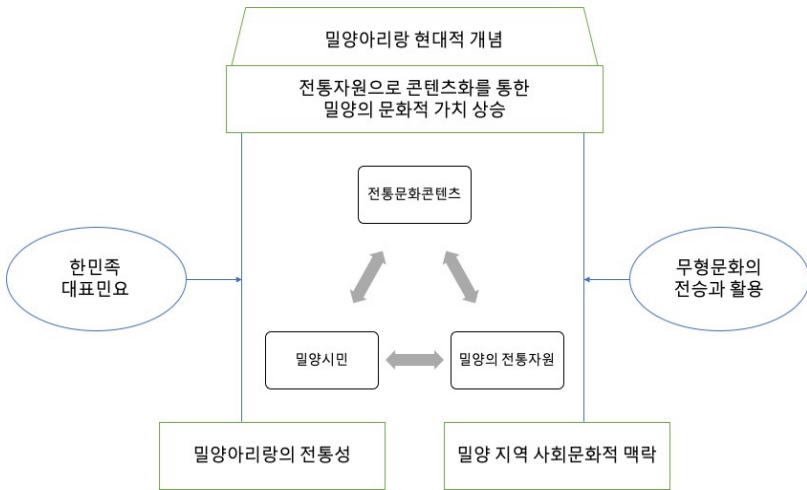 밀양아리랑 현대적 개념
전통자원으로 콘텐츠화를 통한
밀양의 문화적 가치 상승
전통문화콘텐츠
한민족
대표민요
무형문화의
전승과 활용
밀양시민
밀양의 전통자원
밀양아리랑의 전통성
밀양 지역 사회문화적 맥락